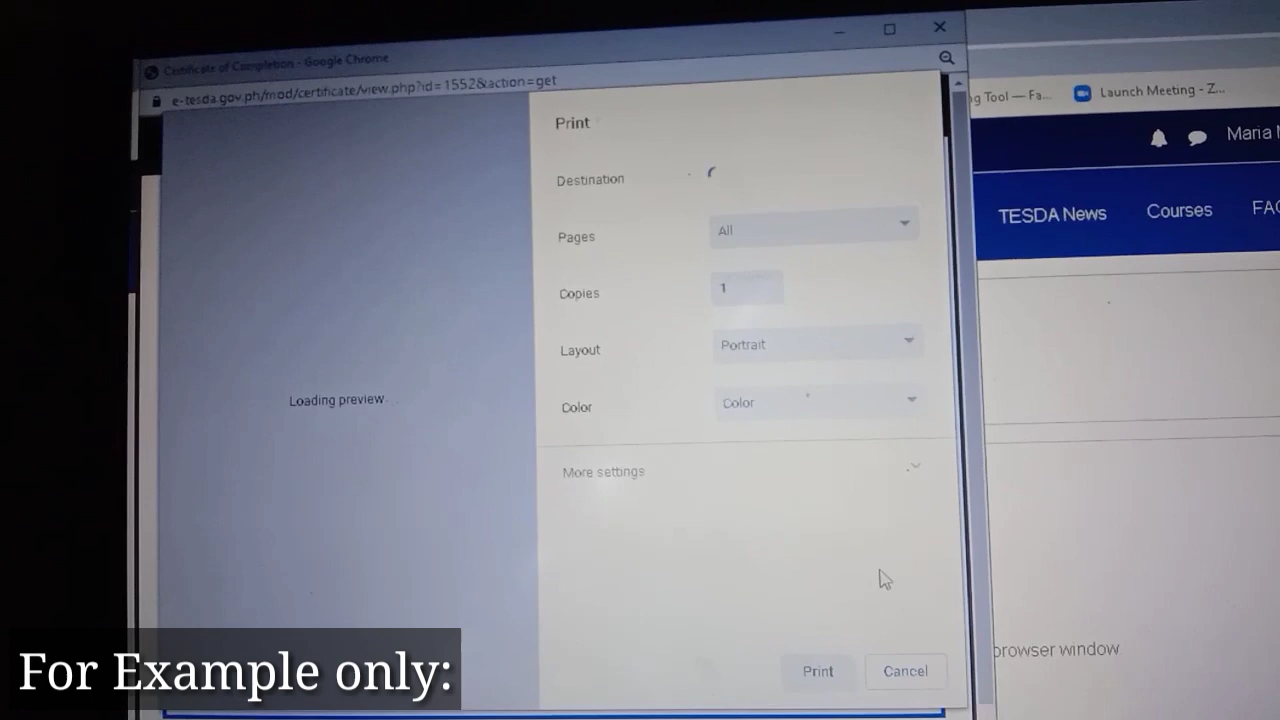 Certificate of Completion - Google Chrome
e-tesda.gov.ph/mod/certificate/view.php?id=1552&action=get
Print
Destination
Pages All
Copies 1
Layout Portrait
Color Color
More settings
Loading preview
Print Cancel
Tool — Fa...
Launch Meeting - Z...
Maria
TESDA News Courses FAQ
browser window.
For Example only: